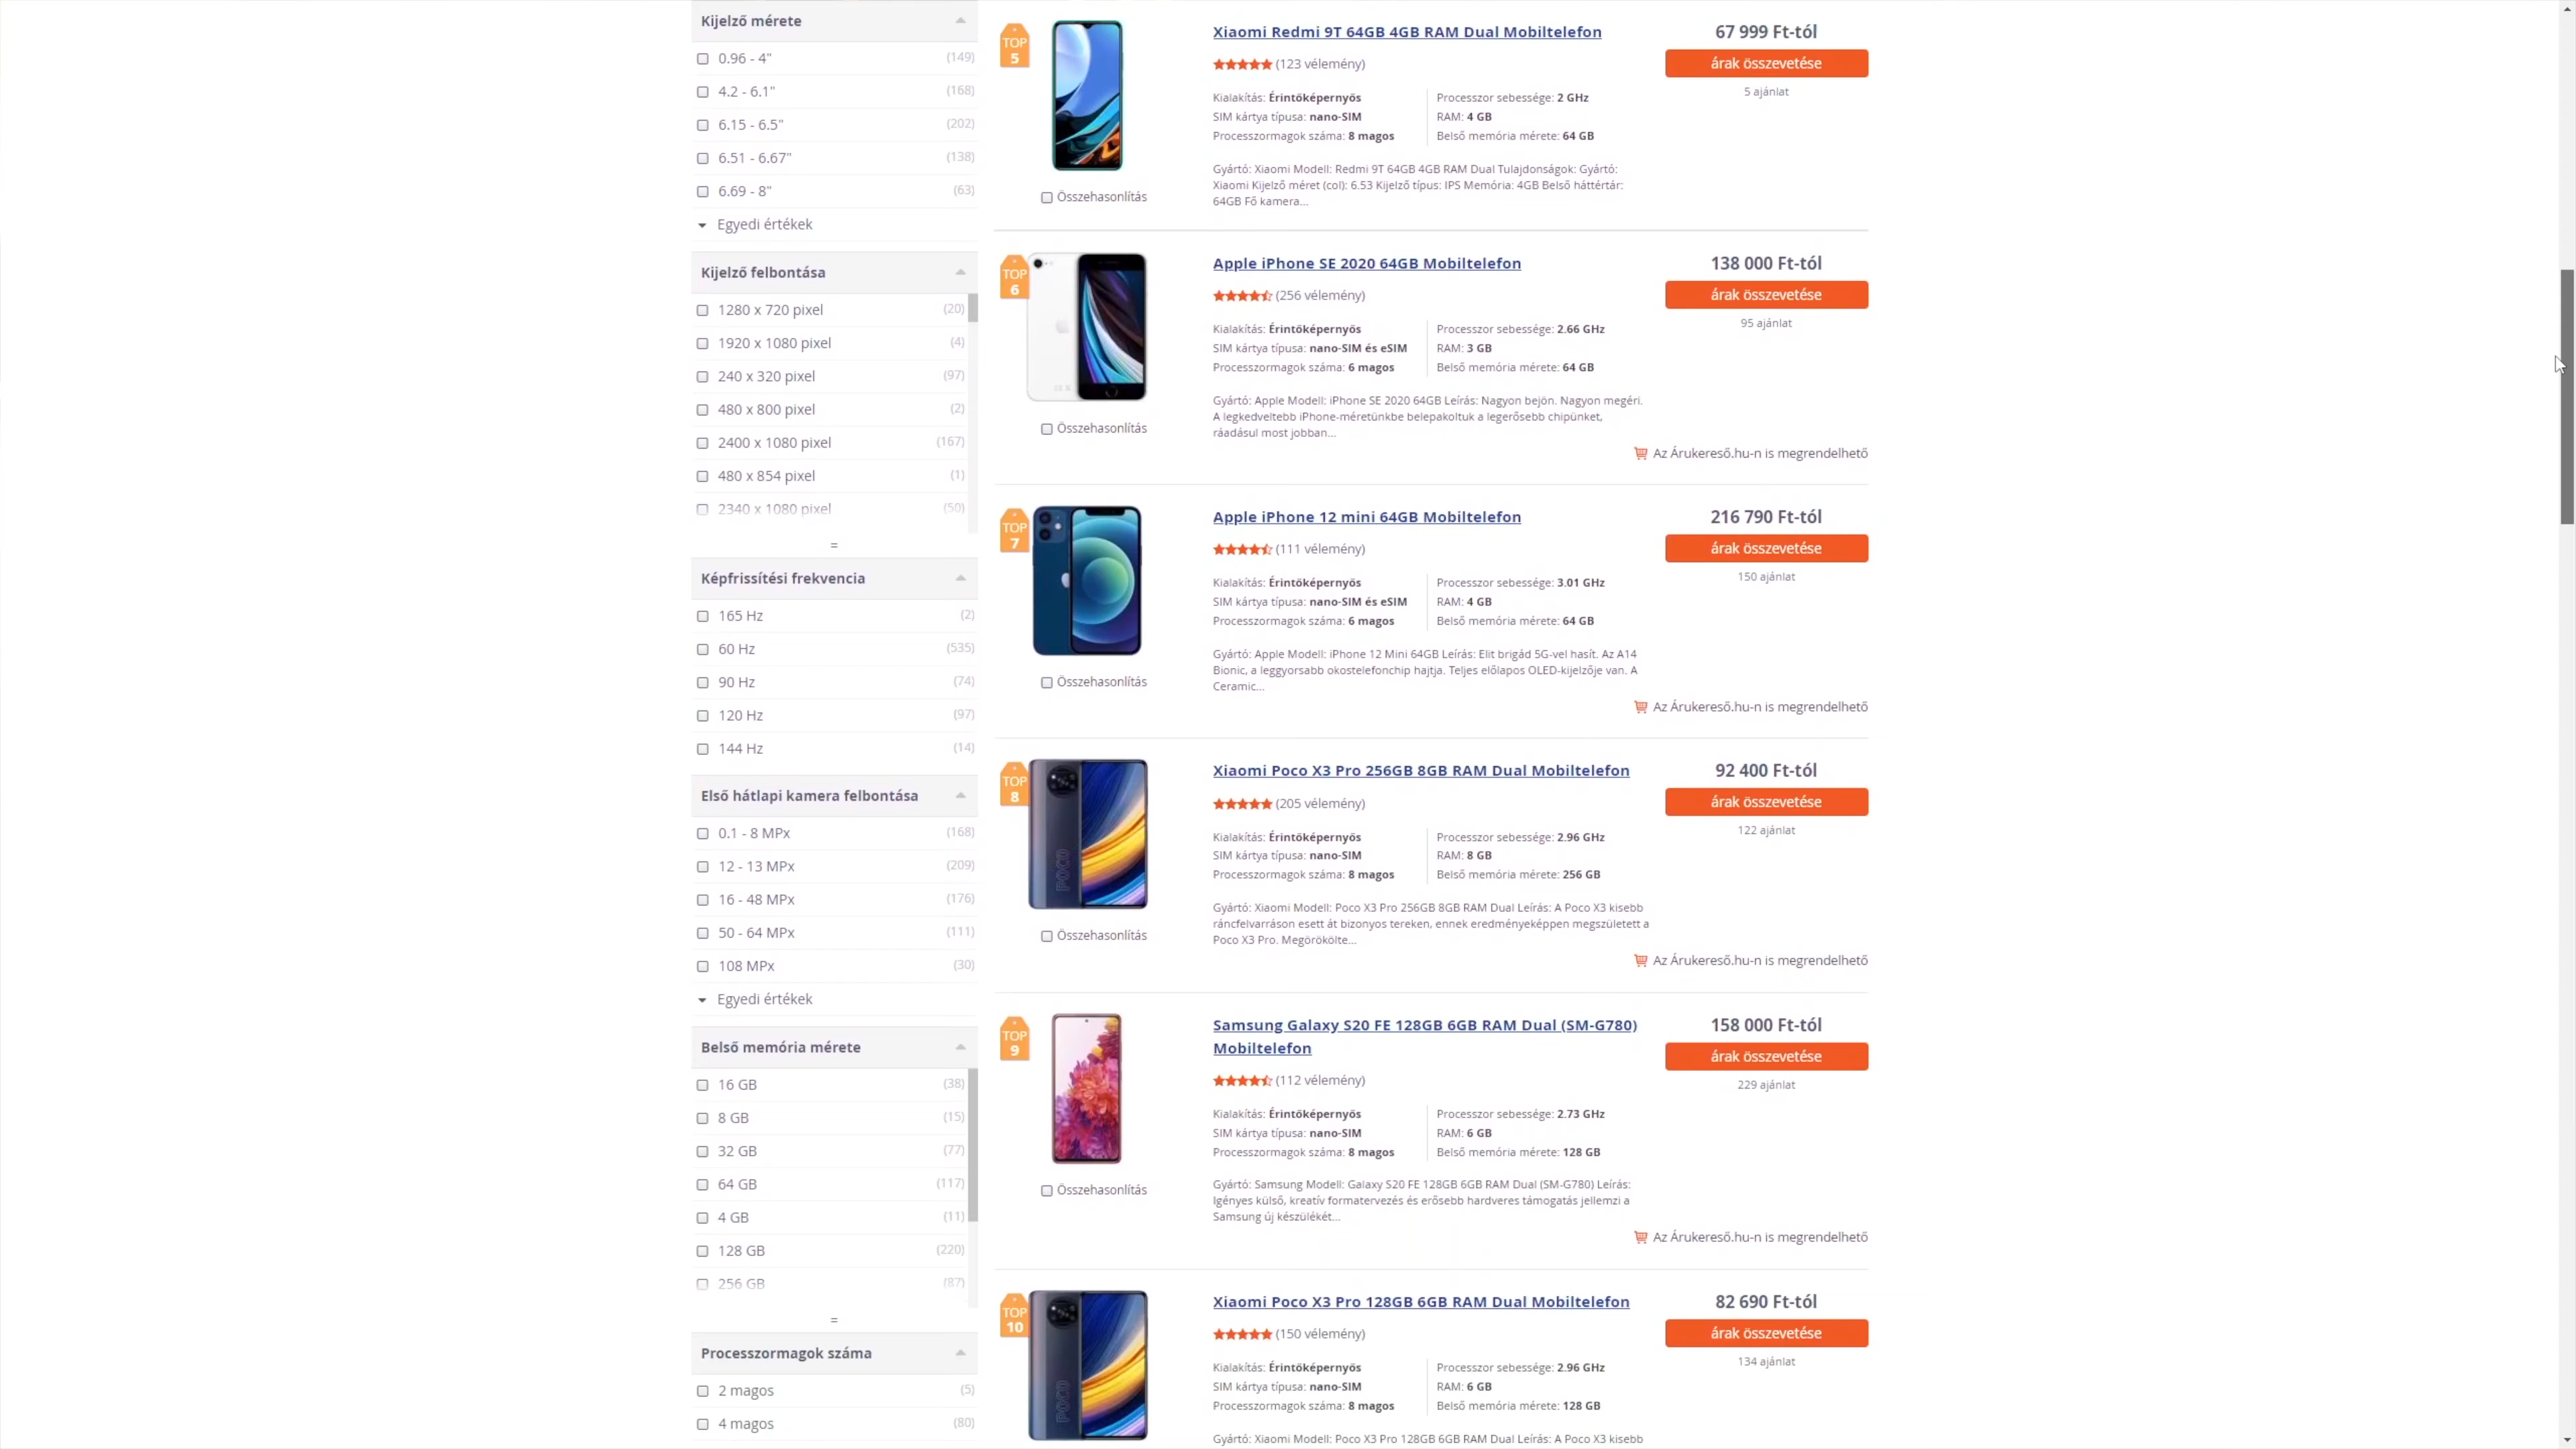 Kijelző mérete
0.96 - 4" (149)
4.2 - 6.1" (168)
6.15 - 6.5" (202)
6.51 - 6.67" (138)
6.69 - 8" (63)
Egyedi értékek
Kijelző felbontása
1280 x 720 pixel (20)
1920 x 1080 pixel (4)
240 x 320 pixel (97)
480 x 800 pixel (2)
2400 x 1080 pixel (167)
480 x 854 pixel (1)
2340 x 1080 pixel (50)
Képfrissítési frekvencia
165 Hz (2)
60 Hz (535)
90 Hz (74)
120 Hz (97)
144 Hz (14)
Első hátlapi kamera felbontása
0.1 - 8 MPx (168)
12 - 13 MPx (209)
16 - 48 MPx (176)
50 - 64 MPx (111)
108 MPx (30)
Egyedi értékek
Belső memória mérete
16 GB (38)
8 GB (15)
32 GB (77)
64 GB (117)
4 GB (11)
128 GB (220)
256 GB (87)
Processzormagok száma
2 magos (5)
4 magos (80)
TOP
5
Összehasonlítás
Xiaomi Redmi 9T 64GB 4GB RAM Dual Mobiltelefon
(123 vélemény)
Kialakítás: Érintőképernyős
SIM kártya típusa: nano-SIM
Processzormagok száma: 8 magos
Processzor sebessége: 2 GHz
RAM: 4 GB
Belső memória mérete: 64 GB
Gyártó: Xiaomi Modell: Redmi 9T 64GB 4GB RAM Dual Tulajdonságok: Gyártó:
Xiaomi Kijelző méret (col): 6.53 Kijelző típus: IPS Memória: 4GB Belső háttértár:
64GB Fő kamera...
67 999 Ft-tól
árak összevetése
5 ajánlat
TOP
6
Összehasonlítás
Apple iPhone SE 2020 64GB Mobiltelefon
(256 vélemény)
Kialakítás: Érintőképernyős
SIM kártya típusa: nano-SIM és eSIM
Processzormagok száma: 6 magos
Processzor sebessége: 2.66 GHz
RAM: 3 GB
Belső memória mérete: 64 GB
Gyártó: Apple Modell: iPhone SE 2020 64GB Leírás: Nagyon bejön. Nagyon megéri.
A legkedveltebb iPhone-méretünkbe belepakoltuk a legerősebb chipünket,
ráadásul most jobban...
138 000 Ft-tól
árak összevetése
95 ajánlat
Az Árukereső.hu-n is megrendelhető
TOP
7
Összehasonlítás
Apple iPhone 12 mini 64GB Mobiltelefon
(111 vélemény)
Kialakítás: Érintőképernyős
SIM kártya típusa: nano-SIM és eSIM
Processzormagok száma: 6 magos
Processzor sebessége: 3.01 GHz
RAM: 4 GB
Belső memória mérete: 64 GB
Gyártó: Apple Modell: iPhone 12 Mini 64GB Leírás: Elit brigád 5G-vel hasít. Az A14
Bionic, a leggyorsabb okostelefonchip hajtja. Teljes előlapos OLED-kijelzője van. A
Ceramic...
216 790 Ft-tól
árak összevetése
150 ajánlat
Az Árukereső.hu-n is megrendelhető
TOP
8
POCO
Összehasonlítás
Xiaomi Poco X3 Pro 256GB 8GB RAM Dual Mobiltelefon
(205 vélemény)
Kialakítás: Érintőképernyős
SIM kártya típusa: nano-SIM
Processzormagok száma: 8 magos
Processzor sebessége: 2.96 GHz
RAM: 8 GB
Belső memória mérete: 256 GB
Gyártó: Xiaomi Modell: Poco X3 Pro 256GB 8GB RAM Dual Leírás: A Poco X3 kisebb
ráncfelvarráson esett át bizonyos tereken, ennek eredményeképpen megszületett a
Poco X3 Pro. Megörökölte...
92 400 Ft-tól
árak összevetése
122 ajánlat
Az Árukereső.hu-n is megrendelhető
TOP
9
Összehasonlítás
Samsung Galaxy S20 FE 128GB 6GB RAM Dual (SM-G780)
Mobiltelefon
(112 vélemény)
Kialakítás: Érintőképernyős
SIM kártya típusa: nano-SIM
Processzormagok száma: 8 magos
Processzor sebessége: 2.73 GHz
RAM: 6 GB
Belső memória mérete: 128 GB
Gyártó: Samsung Modell: Galaxy S20 FE 128GB 6GB RAM Dual (SM-G780) Leírás:
Igényes külső, kreatív formatervezés és erősebb hardveres támogatás jellemzi a
Samsung új készülékét...
158 000 Ft-tól
árak összevetése
229 ajánlat
Az Árukereső.hu-n is megrendelhető
TOP
10
POCO
Xiaomi Poco X3 Pro 128GB 6GB RAM Dual Mobiltelefon
(150 vélemény)
Kialakítás: Érintőképernyős
SIM kártya típusa: nano-SIM
Processzormagok száma: 8 magos
Processzor sebessége: 2.96 GHz
RAM: 6 GB
Belső memória mérete: 128 GB
Gyártó: Xiaomi Modell: Poco X3 Pro 128GB 6GB RAM Dual Leírás: A Poco X3 kisebb
82 690 Ft-tól
árak összevetése
134 ajánlat